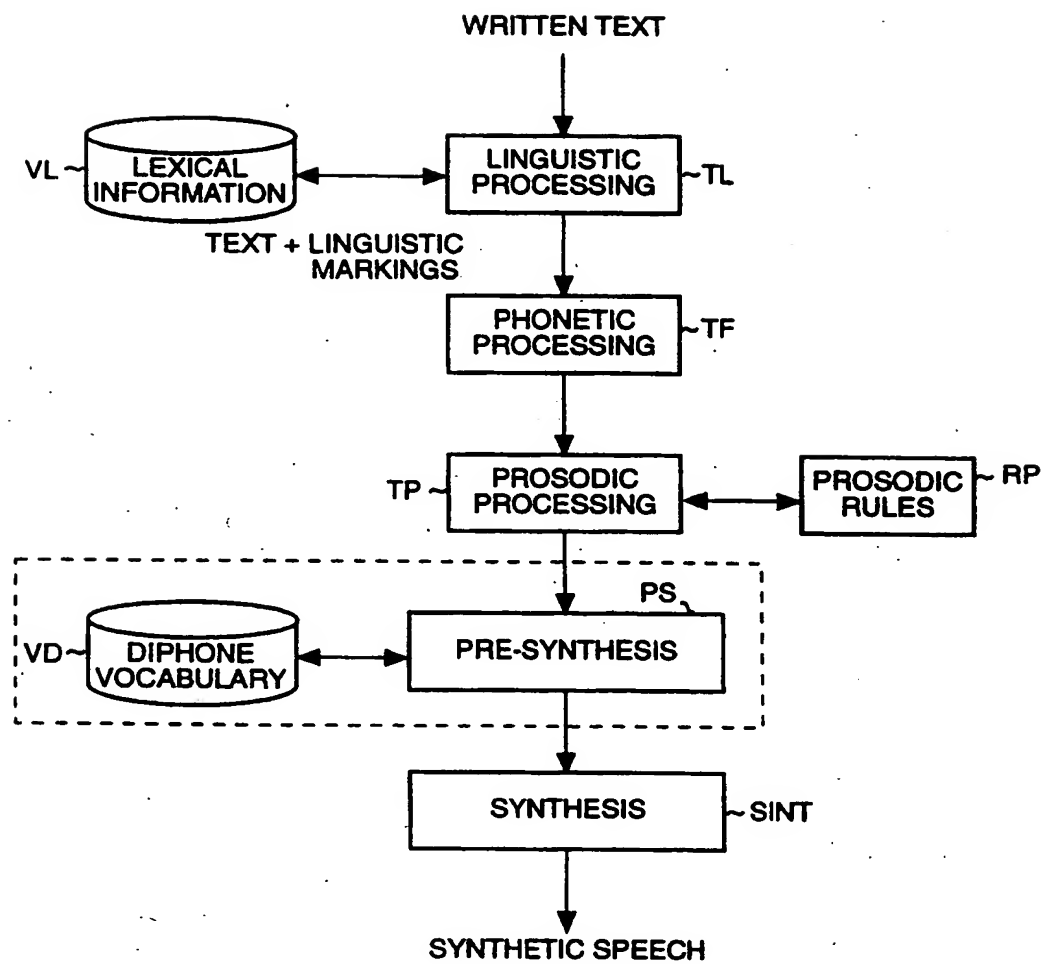 WRITTEN TEXT
VL
LEXICAL
INFORMATION
LINGUISTIC
PROCESSING
TL
TEXT + LINGUISTIC
MARKINGS
PHONETIC
PROCESSING
TF
TP
PROSODIC
PROCESSING
PROSODIC
RULES
RP
PS
VD
DIPHONE
VOCABULARY
PRE-SYNTHESIS
SYNTHESIS
SINT
SYNTHETIC SPEECH